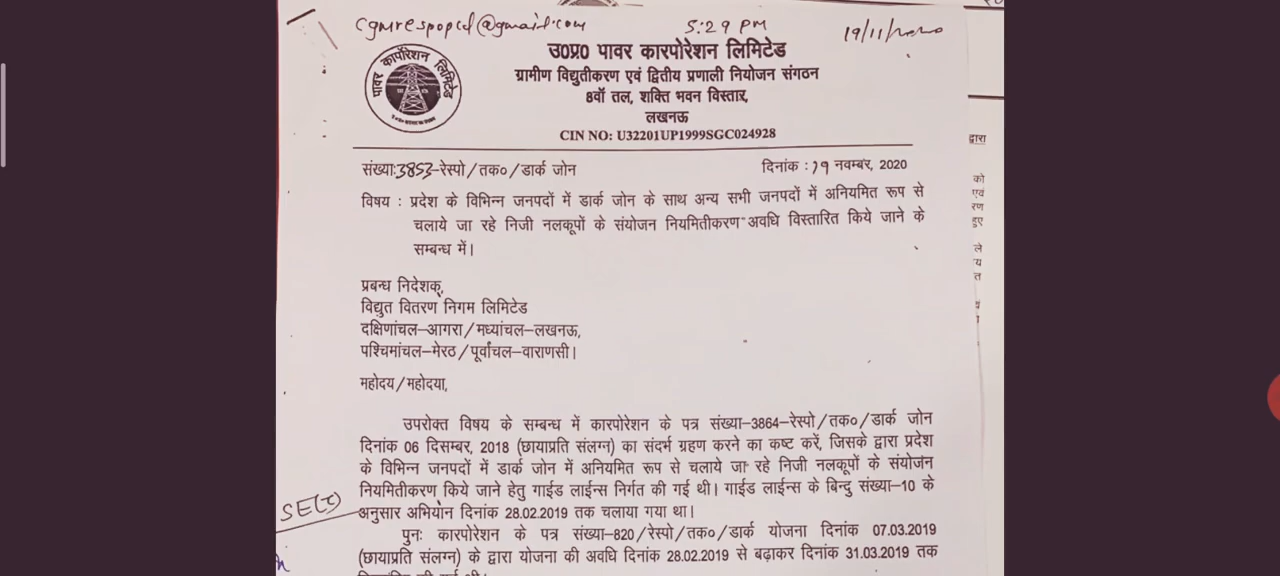 cgmrespopcl@gmail.com 5:29 PM 19/11/2020
उ0प्र0 पावर कारपोरेशन लिमिटेड
ग्रामीण विद्युतीकरण एवं द्वितीय प्रणाली नियोजन संगठन
8वॉ तल, शक्ति भवन विस्तार,
लखनऊ
CIN NO: U32201UP1999SGC024928
पावर कार्पोरेशन लिमिटेड
संख्या:3853-रेस्पो/तक0/डार्क जोन दिनांक : 19 नवम्बर, 2020
विषय : प्रदेश के विभिन्न जनपदों में डार्क जोन के साथ अन्य सभी जनपदों में अनियमित रूप से
चलाये जा रहे निजी नलकूपों के संयोजन नियमितीकरण अवधि विस्तारित किये जाने के
सम्बन्ध में।
प्रबन्ध निदेशक,
विद्युत वितरण निगम लिमिटेड
दक्षिणांचल–आगरा/मध्यांचल–लखनऊ,
पश्चिमांचल–मेरठ/पूर्वांचल–वाराणसी।
महोदय/महोदया,
उपरोक्त विषय के सम्बन्ध में कारपोरेशन के पत्र संख्या–3864–रेस्पो/तक0/डार्क जोन
दिनांक 06 दिसम्बर, 2018 (छायाप्रति संलग्न) का संदर्भ ग्रहण करने का कष्ट करें, जिसके द्वारा प्रदेश
के विभिन्न जनपदों में डार्क जोन में अनियमित रूप से चलाये जा रहे निजी नलकूपों के संयोजन
नियमितीकरण किये जाने हेतु गाईड लाईन्स निर्गत की गई थी। गाईड लाईन्स के बिन्दु संख्या–10 के
SE(T)
अनुसार अभियान दिनांक 28.02.2019 तक चलाया गया था।
पुनः कारपोरेशन के पत्र संख्या–820/रेस्पो/तक0/डार्क योजना दिनांक 07.03.2019
(छायाप्रति संलग्न) के द्वारा योजना की अवधि दिनांक 28.02.2019 से बढ़ाकर दिनांक 31.03.2019 तक
द्वारा
को
एवं
रण
हुए
ले
य
त